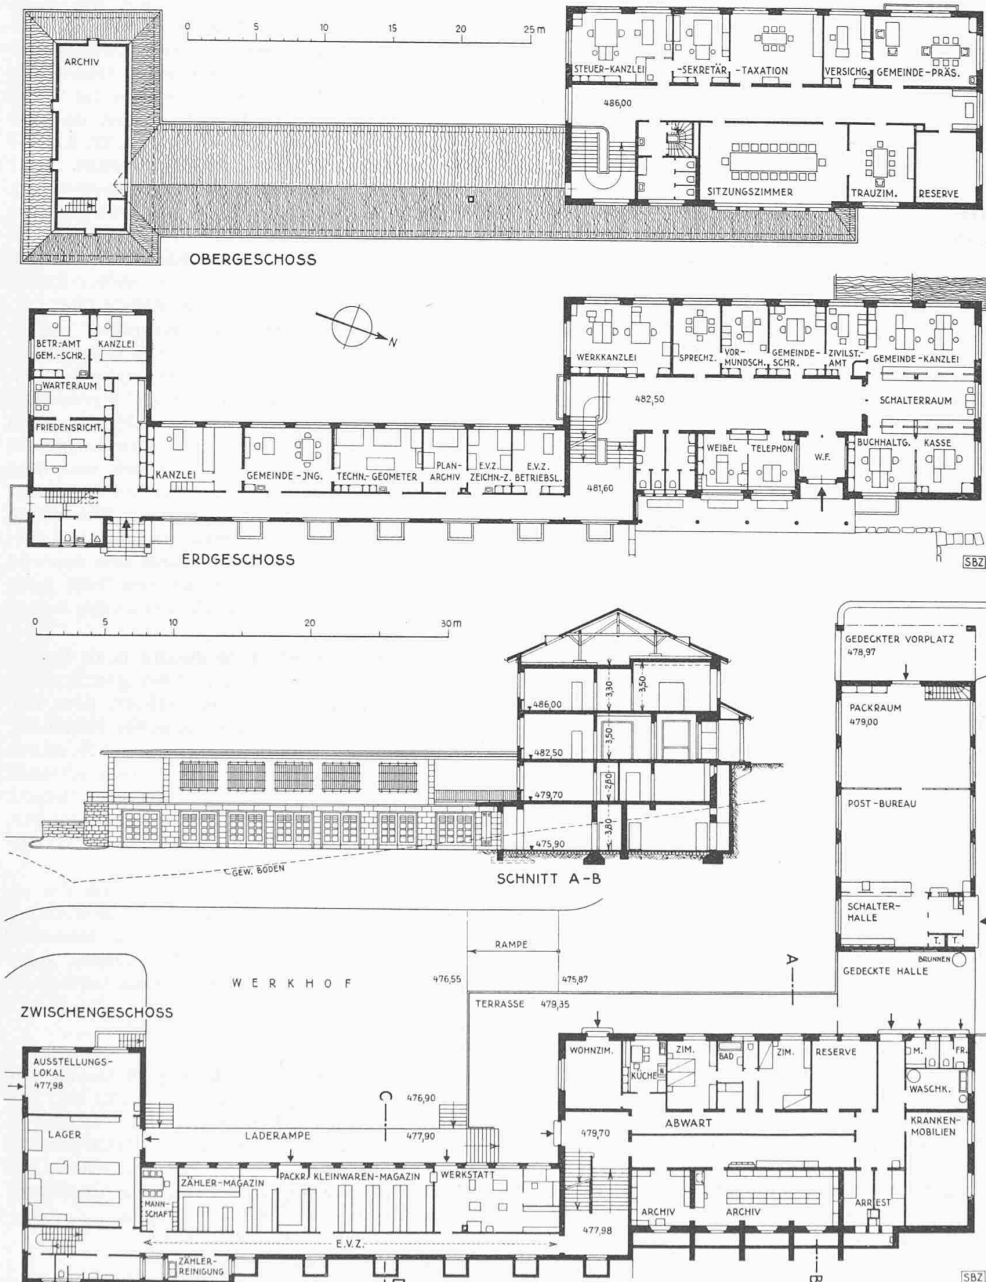 0 5 10 15 20 25 m
ARCHIV
STEUER-KANZLEI
-SEKRETÄR.
-TAXATION
VERSICHG.
GEMEINDE-PRÄS.
486,00
SITZUNGSZIMMER
TRAUZIM.
RESERVE
OBERGESCHOSS
BETR.AMT
GEM.-SCHR.
KANZLEI
WARTERAUM
FRIEDENSRICHT.
KANZLEI
GEMEINDE-JNG.
TECHN.-GEOMETER
PLAN-
ARCHIV
E.V.Z.
ZEICHN.-Z.
E.V.Z.
BETRIEBSL.
N
WERKKANZLEI
SPRECHZ.
VOR-
MUNDSCH.
GEMEINDE-
SCHR.
ZIVILST.-
AMT
GEMEINDE-KANZLEI
482,50
SCHALTERRAUM
WEIBEL
TELEPHON
W.F.
BUCHHALTG.
KASSE
481,60
ERDGESCHOSS
SBZ
0 5 10 15 20 30 m
486,00
3,30
3,50
482,50
3,50
479,70
2,80
475,90
3,80
GEW. BODEN
SCHNITT A-B
GEDECKTER VORPLATZ
478,97
PACKRAUM
479,00
POST-BUREAU
SCHALTER-
HALLE
T. T.
BRUNNEN
GEDECKTE HALLE
RAMPE
WERKHOF
476,55
475,87
TERRASSE 479,35
A
ZWISCHENGESCHOSS
AUSSTELLUNGS-
LOKAL
477,98
LAGER
C
476,90
LADERAMPE
477,90
MANN-
SCHAFT
ZÄHLER-MAGAZIN
PACKR.
KLEINWAREN-MAGAZIN
WERKSTATT
E.V.Z.
ZÄHLER-
REINIGUNG
D
WOHNZIM.
KÜCHE
ZIM.
BAD
ZIM.
RESERVE
M.
FR.
WASCHK.
479,70
ABWART
KRANKEN-
MOBILIEN
ARCHIV
ARCHIV
ARREST
477,98
B
SBZ